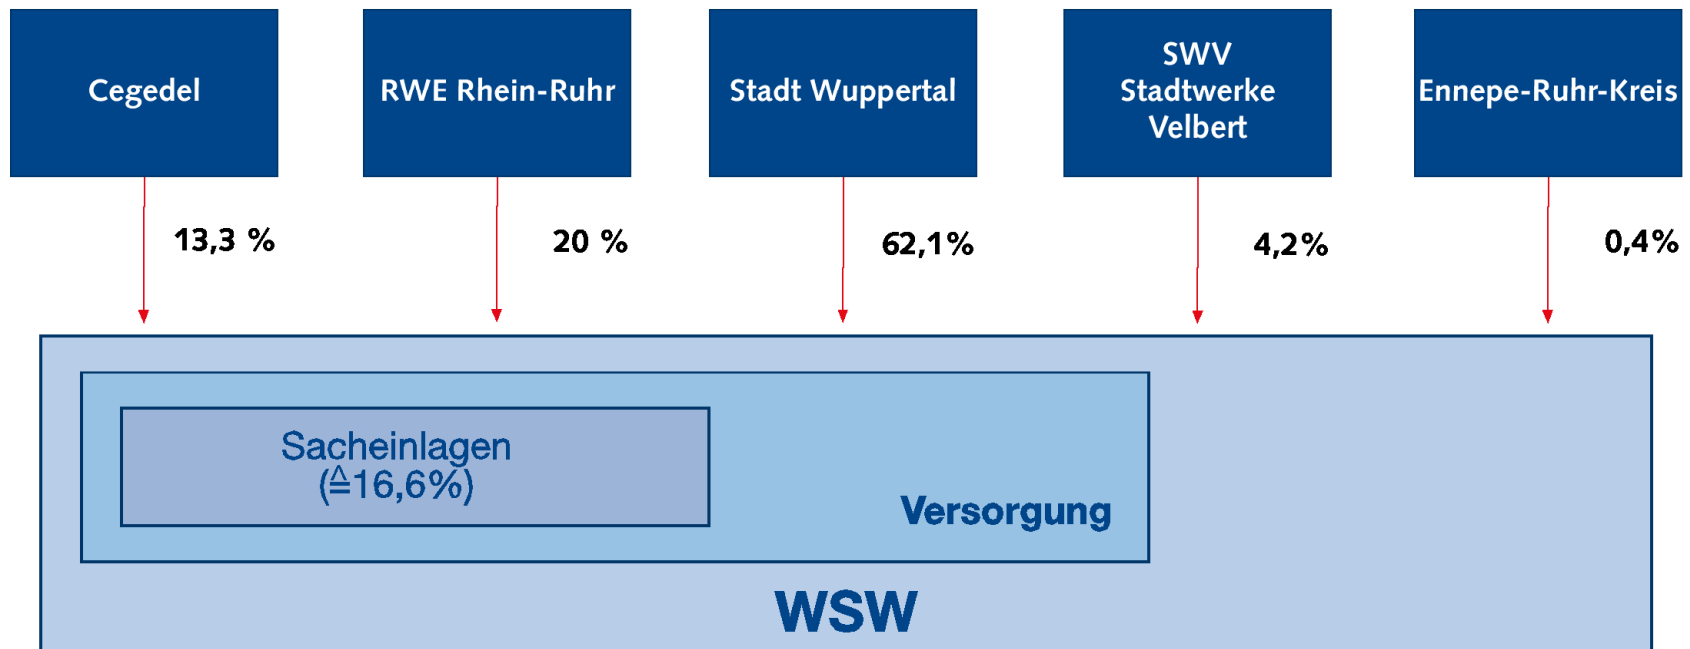 Cegedel
RWE Rhein-Ruhr
Stadt Wuppertal
SWV
Stadtwerke
Velbert
Ennepe-Ruhr-Kreis
13,3 %
20 %
62,1%
4,2%
0,4%
Sacheinlagen
(≙16,6%)
Versorgung
WSW